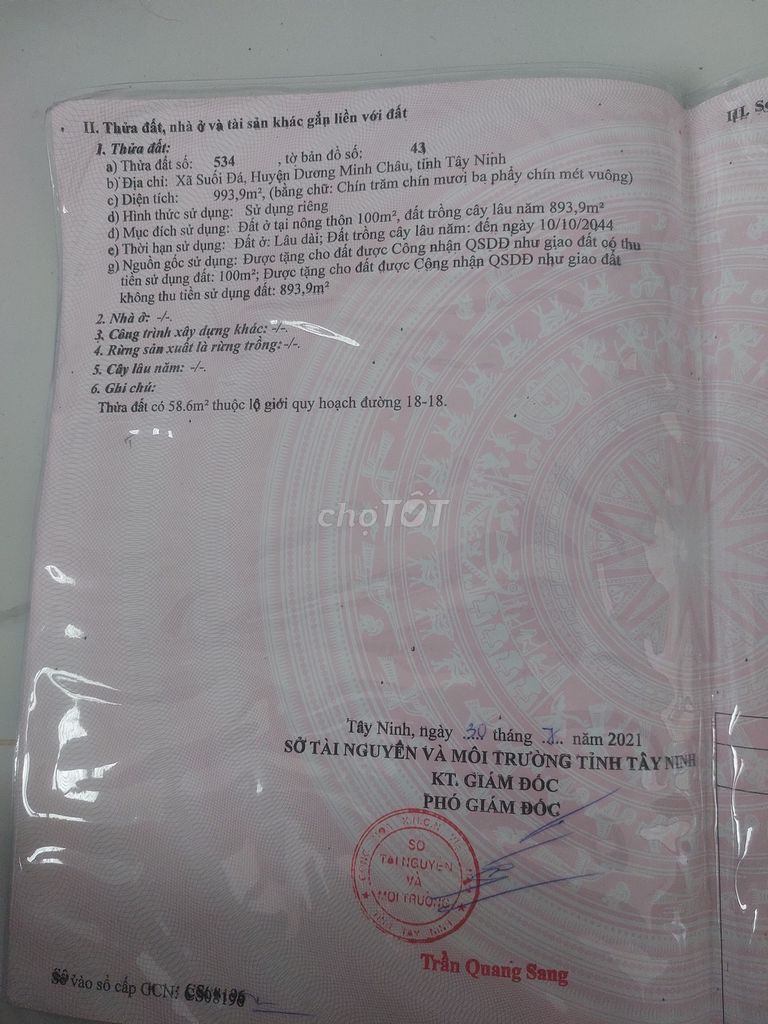 II. Thửa đất, nhà ở và tài sản khác gắn liền với đất
1. Thửa đất:
a) Thửa đất số: 534 , tờ bản đồ số: 43
b) Địa chỉ: Xã Suối Đá, Huyện Dương Minh Châu, tỉnh Tây Ninh
c) Diện tích: 993,9m², (bằng chữ: Chín trăm chín mươi ba phẩy chín mét vuông)
d) Hình thức sử dụng: Sử dụng riêng
đ) Mục đích sử dụng: Đất ở tại nông thôn 100m², đất trồng cây lâu năm 893,9m²
e) Thời hạn sử dụng: Đất ở: Lâu dài; Đất trồng cây lâu năm: đến ngày 10/10/2044
g) Nguồn gốc sử dụng: Được tặng cho đất được Công nhận QSDĐ như giao đất có thu
tiền sử dụng đất: 100m²; Được tặng cho đất được Công nhận QSDĐ như giao đất
không thu tiền sử dụng đất: 893,9m²
2. Nhà ở: -/-.
3. Công trình xây dựng khác: -/-.
4. Rừng sản xuất là rừng trồng: -/-.
5. Cây lâu năm: -/-.
6. Ghi chú:
Thửa đất có 58.6m² thuộc lộ giới quy hoạch đường 18-18.
chợTỐT
Tây Ninh, ngày 30 tháng 7 năm 2021
SỞ TÀI NGUYÊN VÀ MÔI TRƯỜNG TỈNH TÂY NINH
KT. GIÁM ĐỐC
PHÓ GIÁM ĐỐC
SỞ
TÀI NGUYÊN
VÀ
MÔI TRƯỜNG
TỈNH TÂY NINH
Trần Quang Sang
Số vào sổ cấp GCN: CS08196
III.